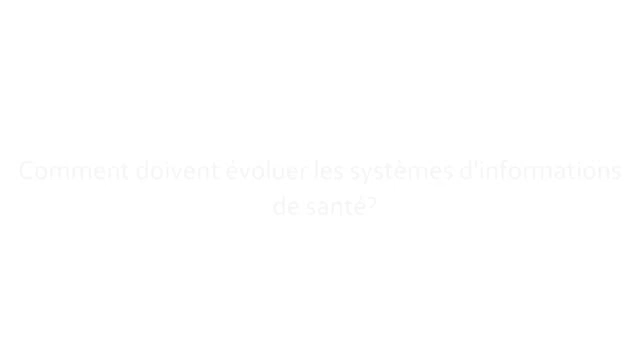 Comment doivent évoluer les systèmes d'informations
de santé?